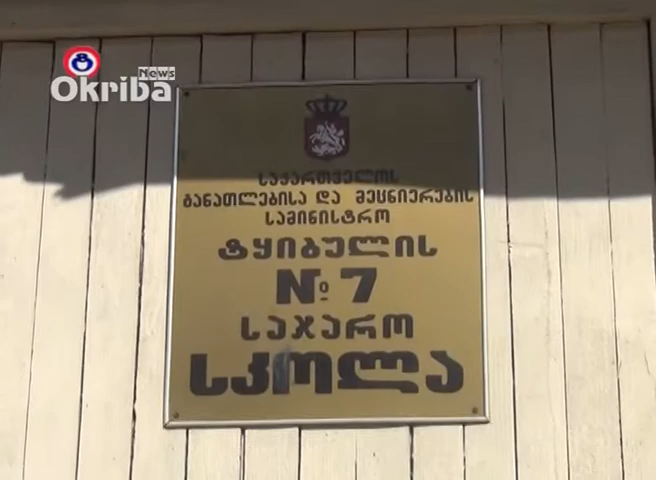 News
Okriba
საქართველოს
განათლებისა და მეცნიერების
სამინისტრო
ტყიბულის
№ 7
საჯარო
სკოლა